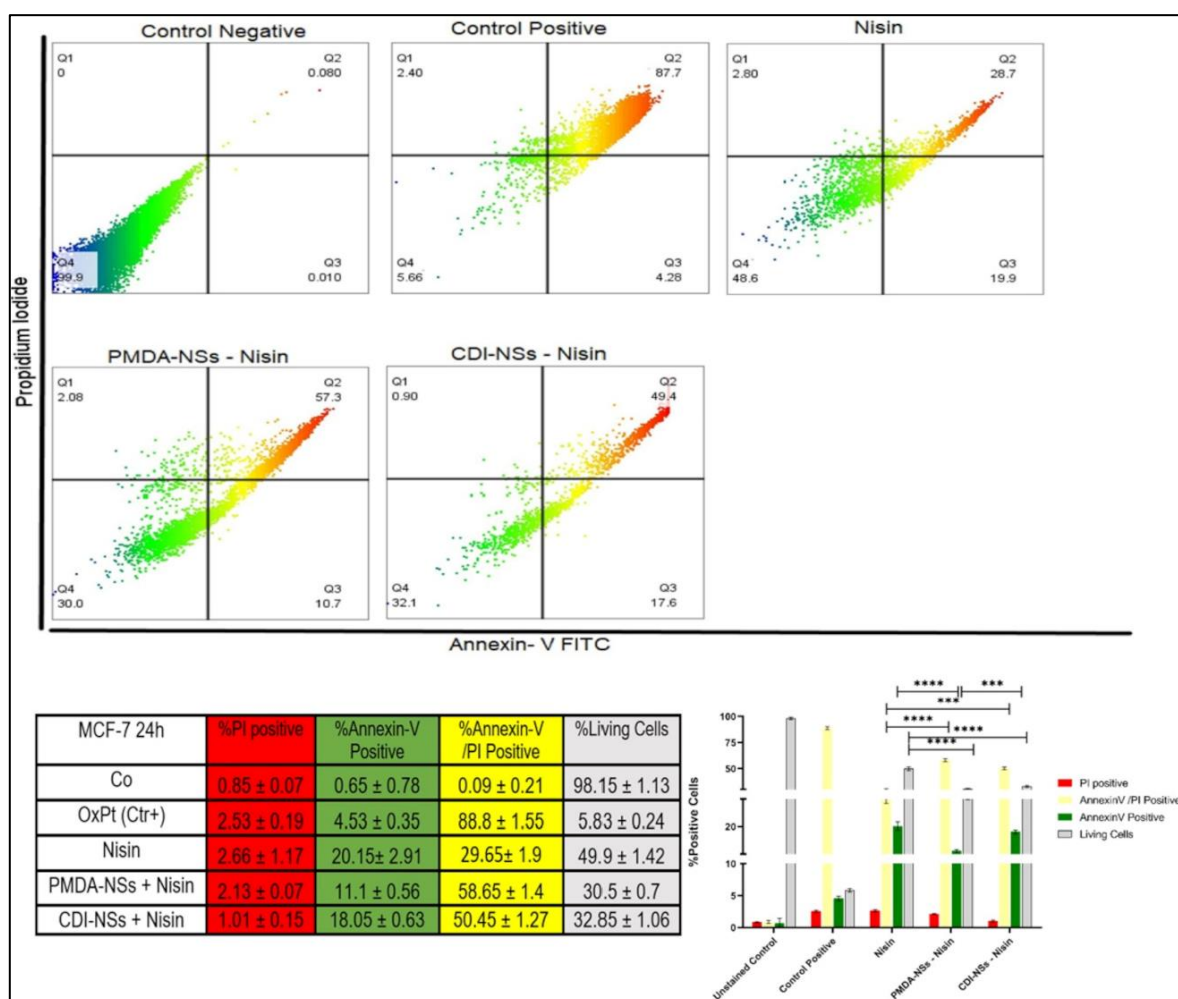 Control Negative
Control Positive
Nisin
Q1
0
Q2
0.080
Q4
99.9
Q3
0.010
Q1
2.40
Q2
87.7
Q4
5.66
Q3
4.28
Q1
2.80
Q2
28.7
Q4
48.6
Q3
19.9
Propidium Iodide
PMDA-NSs - Nisin
CDI-NSs - Nisin
Q1
2.08
Q2
57.3
Q4
30.0
Q3
10.7
Q1
0.90
Q2
49.4
Q4
32.1
Q3
17.6
Annexin- V FITC
MCF-7 24h %PI positive %Annexin-V Positive %Annexin-V /PI Positive %Living Cells
Co 0.85 ± 0.07 0.65 ± 0.78 0.09 ± 0.21 98.15 ± 1.13
OxPt (Ctr+) 2.53 ± 0.19 4.53 ± 0.35 88.8 ± 1.55 5.83 ± 0.24
Nisin 2.66 ± 1.17 20.15± 2.91 29.65± 1.9 49.9 ± 1.42
PMDA-NSs + Nisin 2.13 ± 0.07 11.1 ± 0.56 58.65 ± 1.4 30.5 ± 0.7
CDI-NSs + Nisin 1.01 ± 0.15 18.05 ± 0.63 50.45 ± 1.27 32.85 ± 1.06
**** ***
***
****
****
****
%Positive Cells
100
50
20
10
5
0
Unstained Control
Control Positive
Nisin
PMDA-NSs - Nisin
CDI-NSs - Nisin
PI positive
AnnexinV /PI Positive
AnnexinV Positive
Living Cells